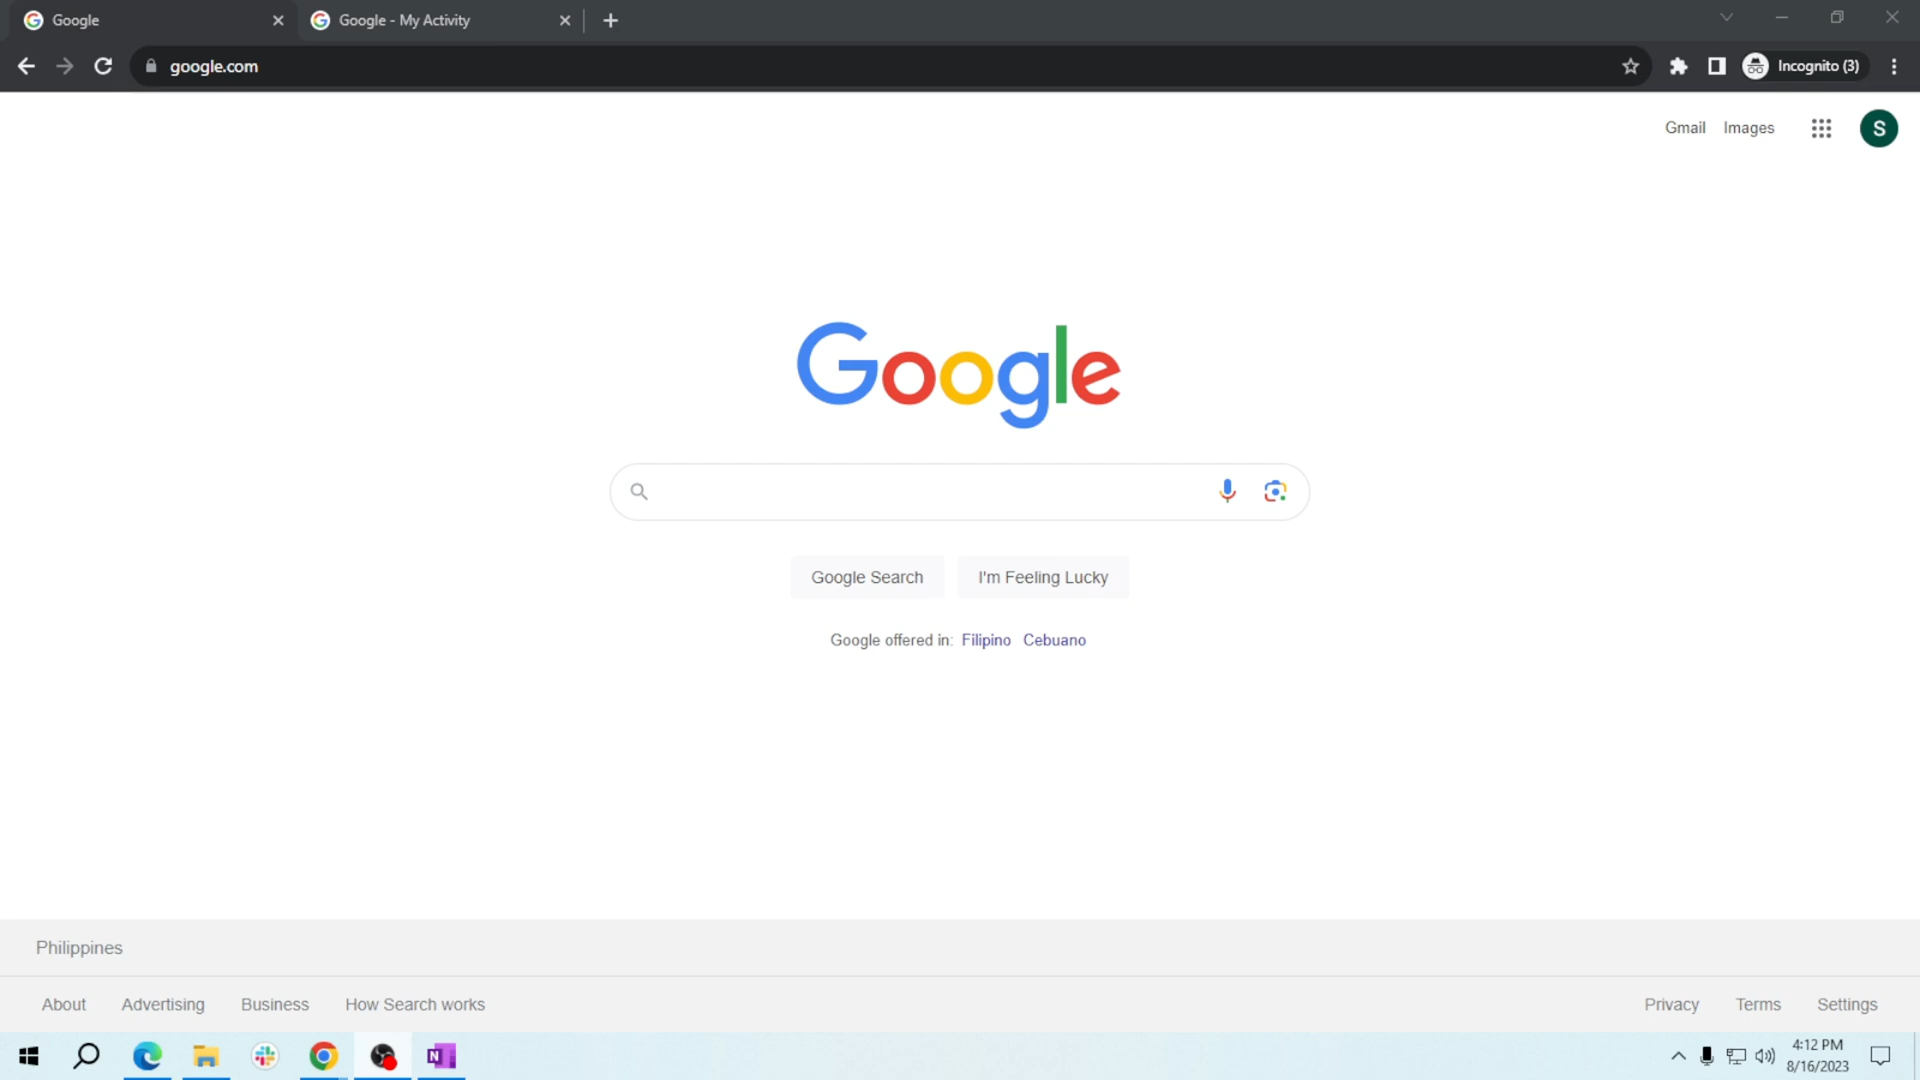 Google
Google - My Activity
google.com
Incognito (3)
Gmail
Images
S
Google
Google Search
I'm Feeling Lucky
Google offered in: Filipino Cebuano
Philippines
About
Advertising
Business
How Search works
Privacy
Terms
Settings
N
4:12 PM
8/16/2023